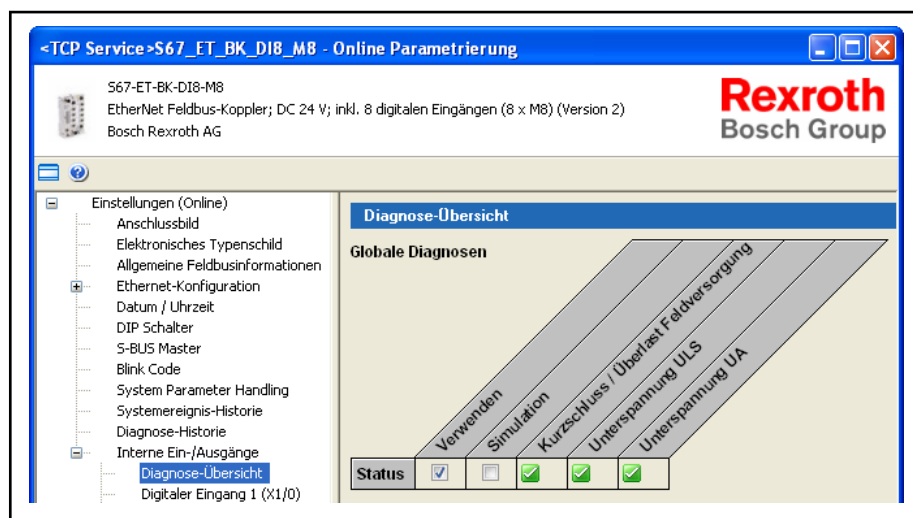 <TCP Service>S67_ET_BK_DI8_M8 - Online Parametrierung
S67-ET-BK-DI8-M8
EtherNet Feldbus-Koppler; DC 24 V; inkl. 8 digitalen Eingängen (8 x M8) (Version 2)
Bosch Rexroth AG
Rexroth
Bosch Group
Einstellungen (Online)
Anschlussbild
Elektronisches Typenschild
Allgemeine Feldbusinformationen
Ethernet-Konfiguration
Datum / Uhrzeit
DIP Schalter
S-BUS Master
Blink Code
System Parameter Handling
Systemereignis-Historie
Diagnose-Historie
Interne Ein-/Ausgänge
Diagnose-Übersicht
Digitaler Eingang 1 (X1/0)
Diagnose-Übersicht
Globale Diagnosen
Verwenden
Simulation
Kurzschluss / Überlast Feldversorgung
Unterspannung ULS
Unterspannung UA
Status